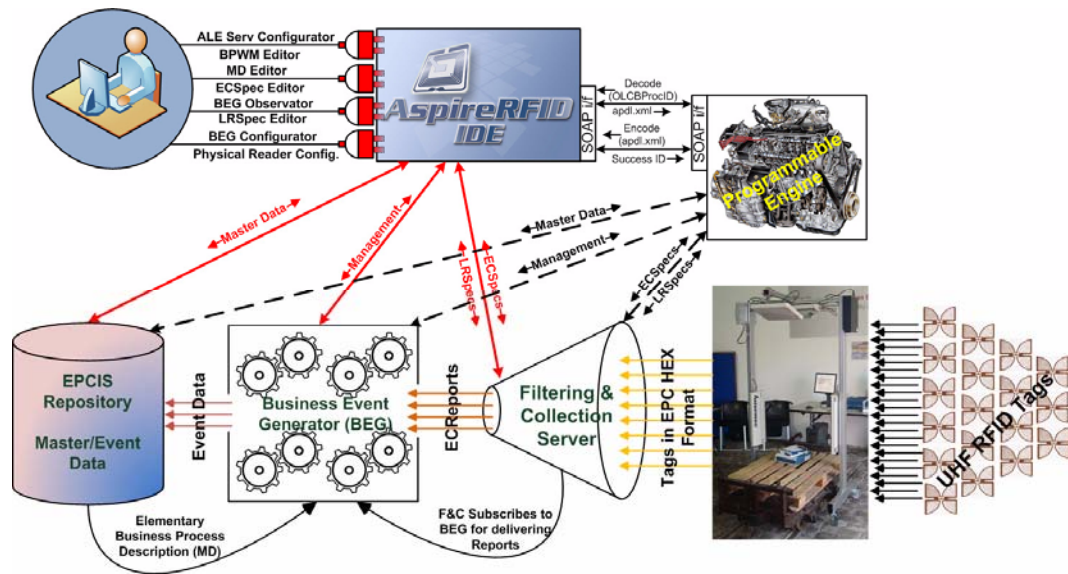 ALE Serv Configurator
BPWM Editor
MD Editor
ECSpec Editor
BEG Observator
LRSpec Editor
BEG Configurator
Physical Reader Config.
AspireRFID
IDE
SOAP i/f
Decode
(OLCBProcID)
apdl.xml
Encode
(apdl.xml)
Success ID
SOAP i/f
Programmable
Engine
Master Data
Management
LRSpecs
ECSpecs
Master Data
Management
ECSpecs
LRSpecs
EPCIS
Repository
Master/Event
Data
Event Data
Business Event
Generator (BEG)
ECReports
Filtering &
Collection
Server
Tags in EPC HEX
Format
UHF RFID Tags
Elementary
Business Process
Description (MD)
F&C Subscribes to
BEG for delivering
Reports